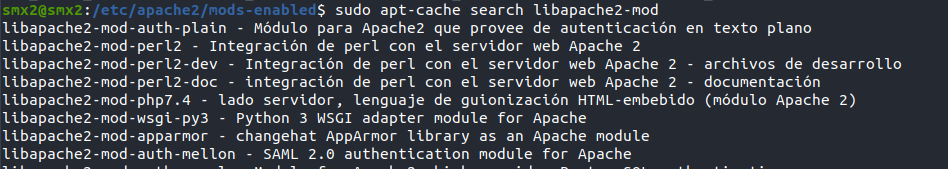 smx2@smx2:/etc/apache2/mods-enabled$ sudo apt-cache search libapache2-mod
libapache2-mod-auth-plain - Módulo para Apache2 que provee de autenticación en texto plano
libapache2-mod-perl2 - Integración de perl con el servidor web Apache 2
libapache2-mod-perl2-dev - Integración de perl con el servidor web Apache 2 - archivos de desarrollo
libapache2-mod-perl2-doc - integración de perl con el servidor web Apache 2 - documentación
libapache2-mod-php7.4 - lado servidor, lenguaje de guionización HTML-embebido (módulo Apache 2)
libapache2-mod-wsgi-py3 - Python 3 WSGI adapter module for Apache
libapache2-mod-apparmor - changehat AppArmor library as an Apache module
libapache2-mod-auth-mellon - SAML 2.0 authentication module for Apache